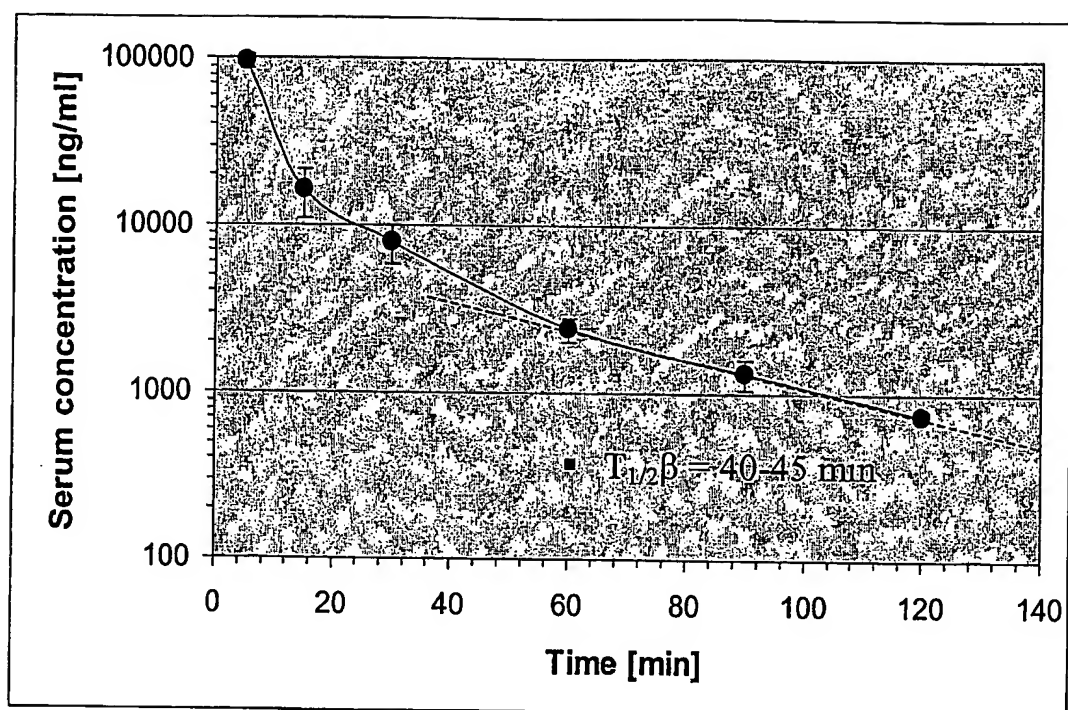 Serum concentration [ng/ml]
100000
10000
1000
100
■ T1/2β = 40-45 min
0 20 40 60 80 100 120 140
Time [min]